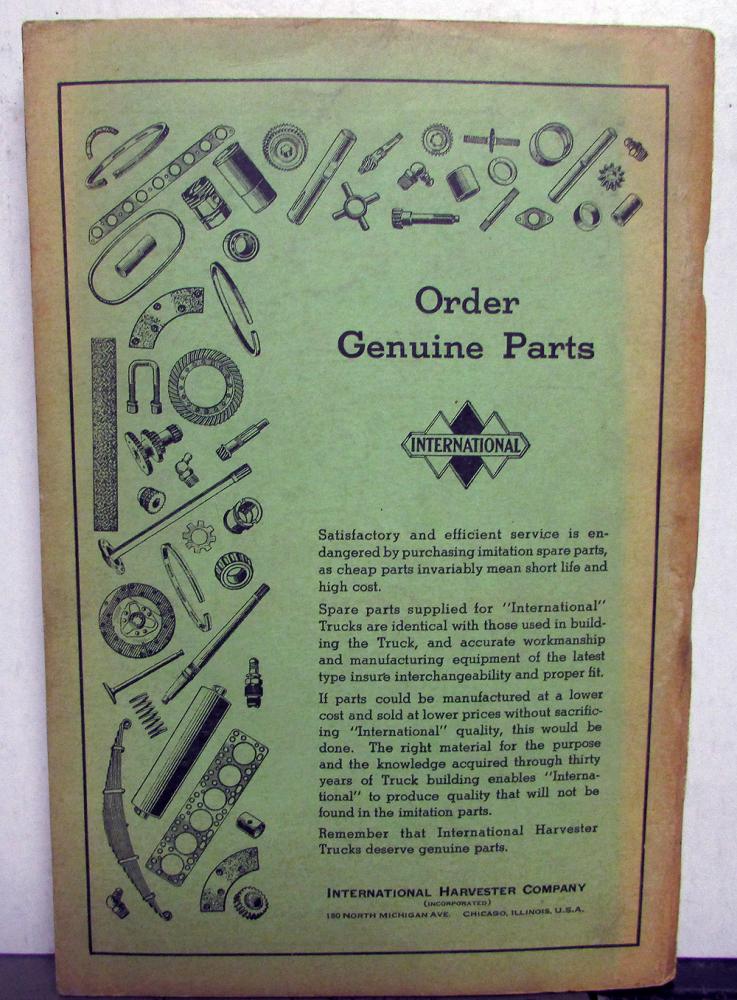 Order
Genuine Parts
INTERNATIONAL
Satisfactory and efficient service is en-
dangered by purchasing imitation spare parts,
as cheap parts invariably mean short life and
high cost.
Spare parts supplied for "International"
Trucks are identical with those used in build-
ing the Truck, and accurate workmanship
and manufacturing equipment of the latest
type insure interchangeability and proper fit.
If parts could be manufactured at a lower
cost and sold at lower prices without sacrific-
ing "International" quality, this would be
done. The right material for the purpose
and the knowledge acquired through thirty
years of Truck building enables "Interna-
tional" to produce quality that will not be
found in the imitation parts.
Remember that International Harvester
Trucks deserve genuine parts.
INTERNATIONAL HARVESTER COMPANY
(INCORPORATED)
180 NORTH MICHIGAN AVE. CHICAGO, ILLINOIS, U.S.A.